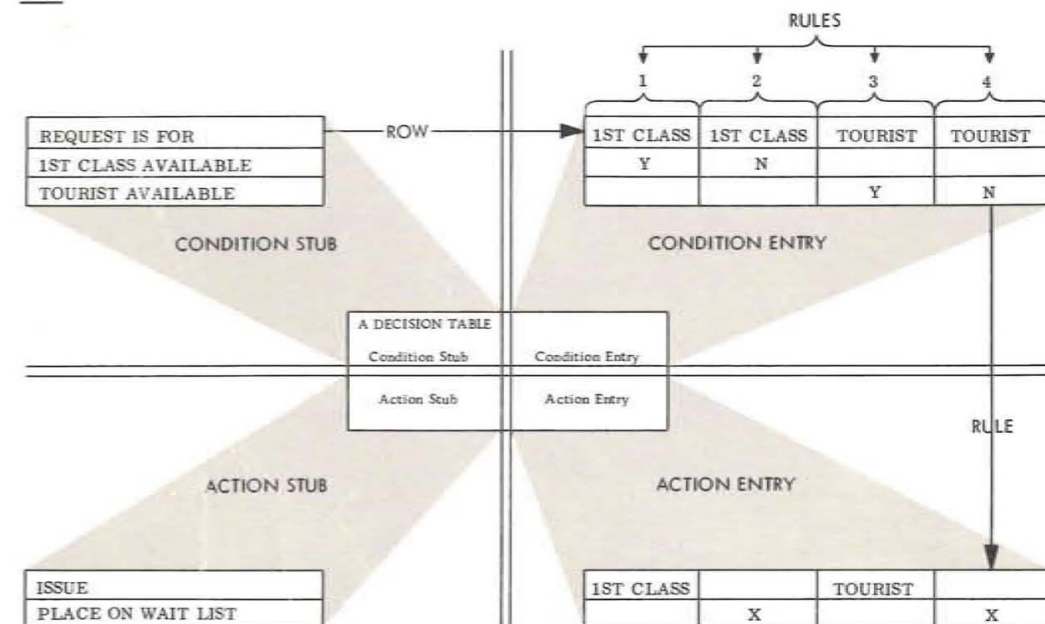 RULES
1 2 3 4
REQUEST IS FOR
ROW
1ST CLASS 1ST CLASS TOURIST TOURIST
1ST CLASS AVAILABLE
Y N
TOURIST AVAILABLE
Y N
CONDITION STUB
CONDITION ENTRY
A DECISION TABLE
Condition Stub
Condition Entry
Action Stub
Action Entry
RULE
ACTION STUB
ACTION ENTRY
ISSUE
1ST CLASS TOURIST
PLACE ON WAIT LIST
X X